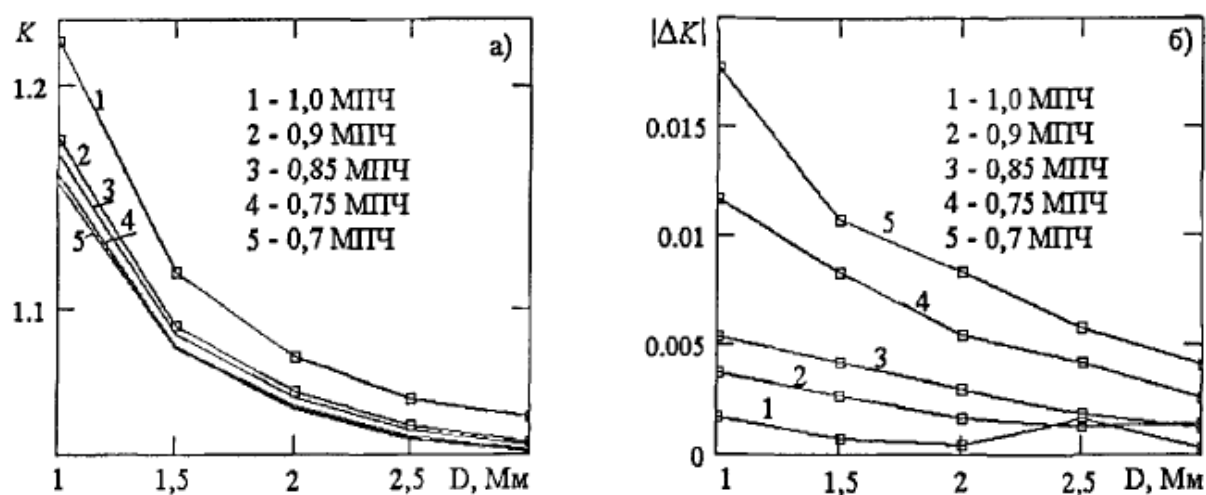 K
а)
1.2
1.1
1
2
3
4
5
1 - 1,0 МПЧ
2 - 0,9 МПЧ
3 - 0,85 МПЧ
4 - 0,75 МПЧ
5 - 0,7 МПЧ
1 1,5 2 2,5 D, Мм
|ΔK|
б)
0.015
0.01
0.005
0
1 - 1,0 МПЧ
2 - 0,9 МПЧ
3 - 0,85 МПЧ
4 - 0,75 МПЧ
5 - 0,7 МПЧ
5
4
3
2
1
1 1,5 2 2,5 D, Мм